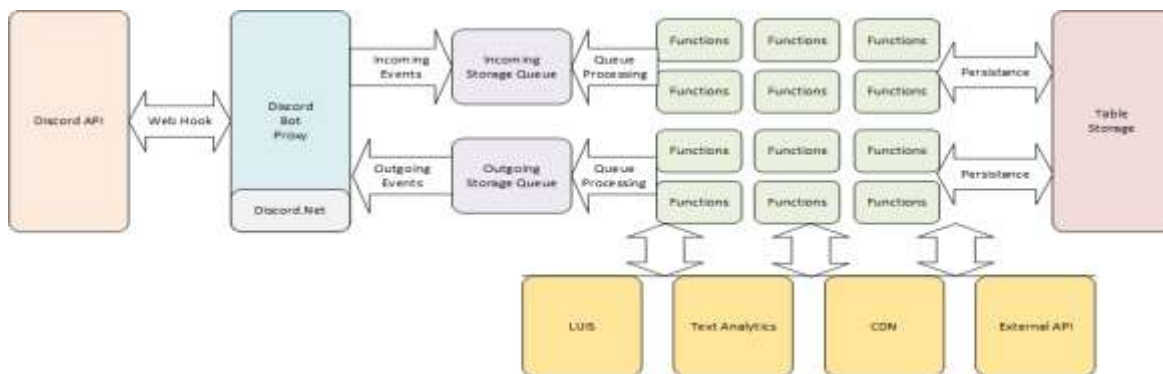 Discord API
Web Hook
Discord
Bot
Proxy
Discord.Net
Incoming
Events
Incoming
Storage Queue
Queue
Processing
Functions
Functions
Functions
Functions
Functions
Functions
Persistance
Outgoing
Events
Outgoing
Storage Queue
Queue
Processing
Functions
Functions
Functions
Functions
Functions
Functions
Persistance
Table
Storage
LUIS
Text Analytics
CDN
External API